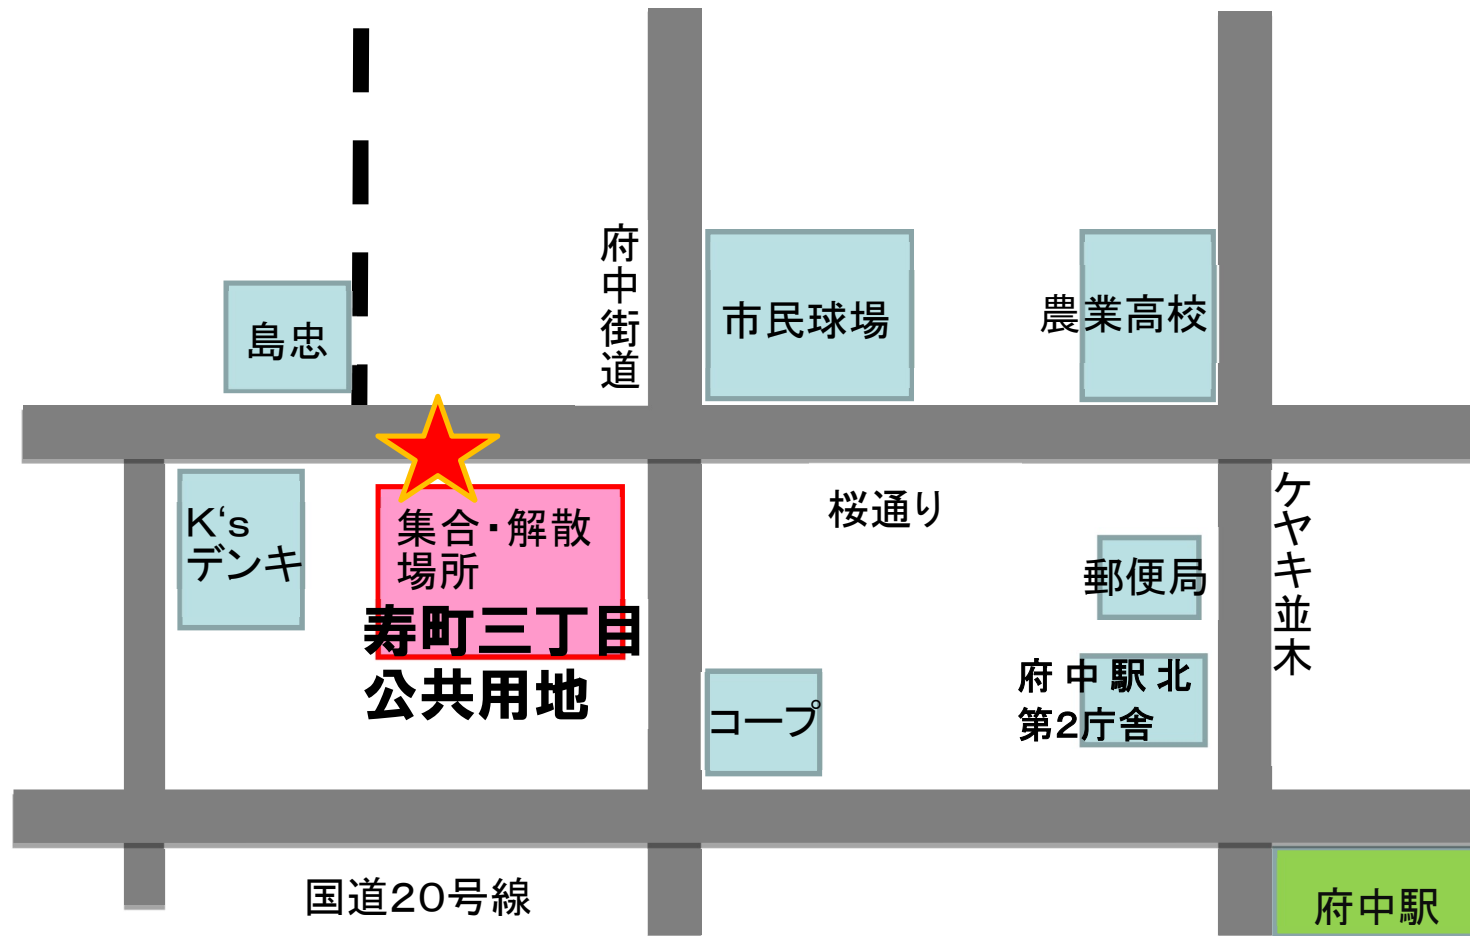 府中街道
市民球場
農業高校
島忠
K‘s
デンキ
集合・解散
場所
寿町三丁目
公共用地
桜通り
ケヤキ並木
郵便局
府中駅北
第2庁舎
コープ
国道20号線
府中駅